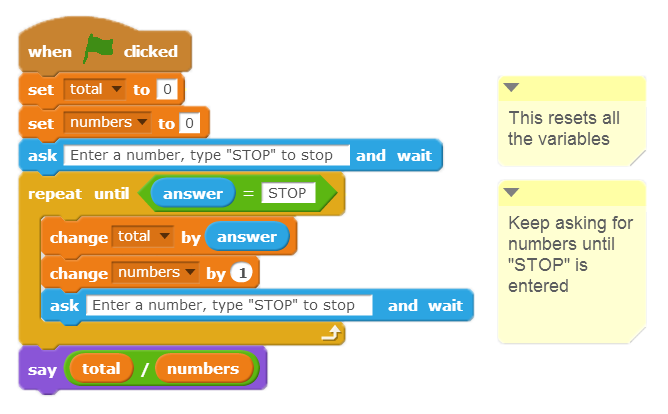 when clicked
set total to 0
set numbers to 0
ask Enter a number, type "STOP" to stop and wait
repeat until answer = STOP
change total by answer
change numbers by 1
ask Enter a number, type "STOP" to stop and wait
say total / numbers
This resets all
the variables
Keep asking for
numbers until
"STOP" is
entered